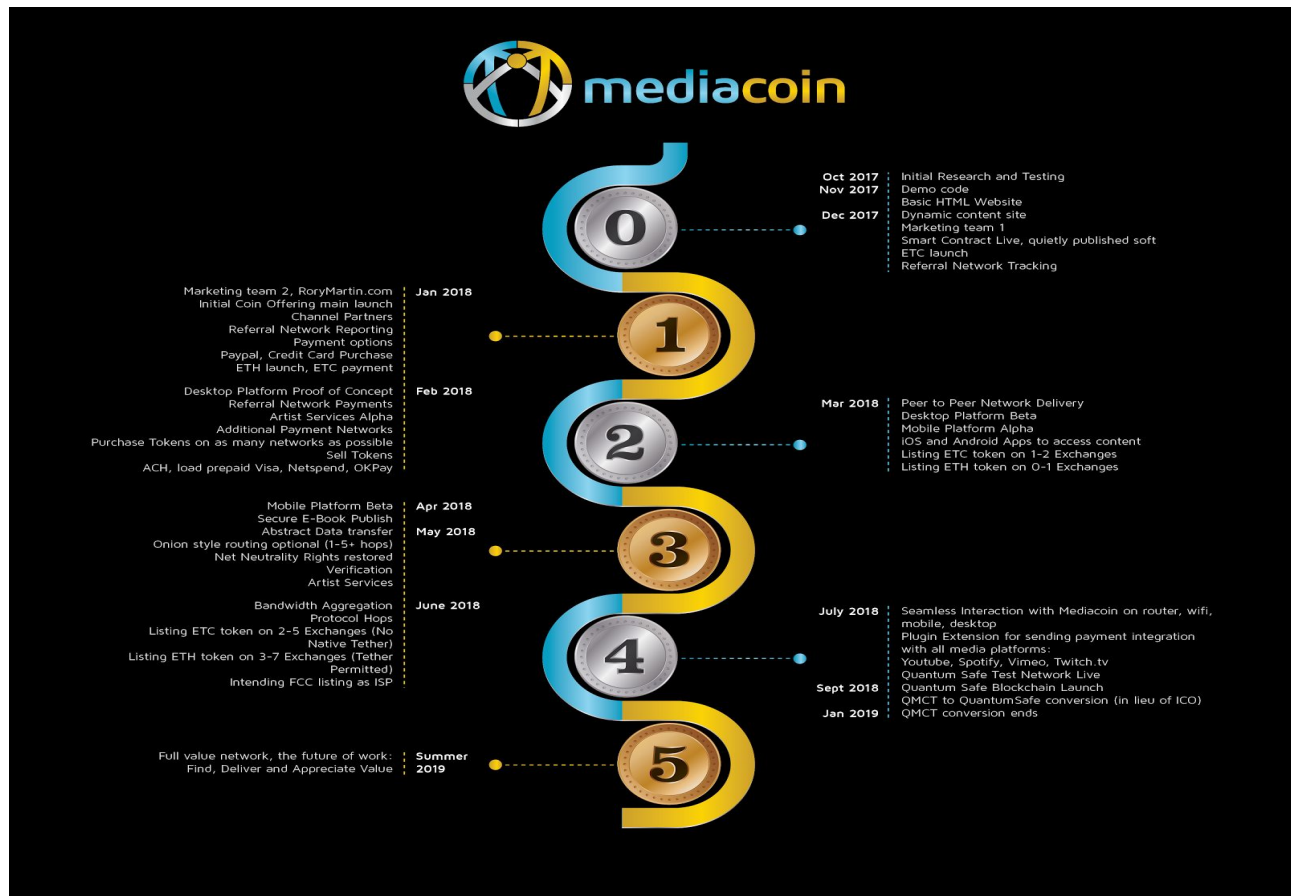 mediacoin
0
Oct 2017 Initial Research and Testing
Nov 2017 Demo code
Basic HTML Website
Dec 2017 Dynamic content site
Marketing team 1
Smart Contract Live, quietly published soft
ETC launch
Referral Network Tracking
1
Marketing team 2, RoryMartin.com Jan 2018
Initial Coin Offering main launch
Channel Partners
Referral Network Reporting
Payment options
Paypal, Credit Card Purchase
ETH launch, ETC payment
Desktop Platform Proof of Concept Feb 2018
Referral Network Payments
Artist Services Alpha
Additional Payment Networks
Purchase Tokens on as many networks as possible
Sell Tokens
ACH, load prepaid Visa, Netspend, OKPay
2
Mar 2018 Peer to Peer Network Delivery
Desktop Platform Beta
Mobile Platform Alpha
iOS and Android Apps to access content
Listing ETC token on 1-2 Exchanges
Listing ETH token on 0-1 Exchanges
3
Mobile Platform Beta Apr 2018
Secure E-Book Publish
Abstract Data transfer May 2018
Onion style routing optional (1-5+ hops)
Net Neutrality Rights restored
Verification
Artist Services
Bandwidth Aggregation June 2018
Protocol Hops
Listing ETC token on 2-5 Exchanges (No
Native Tether)
Listing ETH token on 3-7 Exchanges (Tether
Permitted)
Intending FCC listing as ISP
4
July 2018 Seamless Interaction with Mediacoin on router, wifi,
mobile, desktop
Plugin Extension for sending payment integration
with all media platforms:
Youtube, Spotify, Vimeo, Twitch.tv
Quantum Safe Test Network Live
Sept 2018 Quantum Safe Blockchain Launch
QMCT to QuantumSafe conversion (in lieu of ICO)
Jan 2019 QMCT conversion ends
5
Full value network, the future of work: Summer
Find, Deliver and Appreciate Value 2019